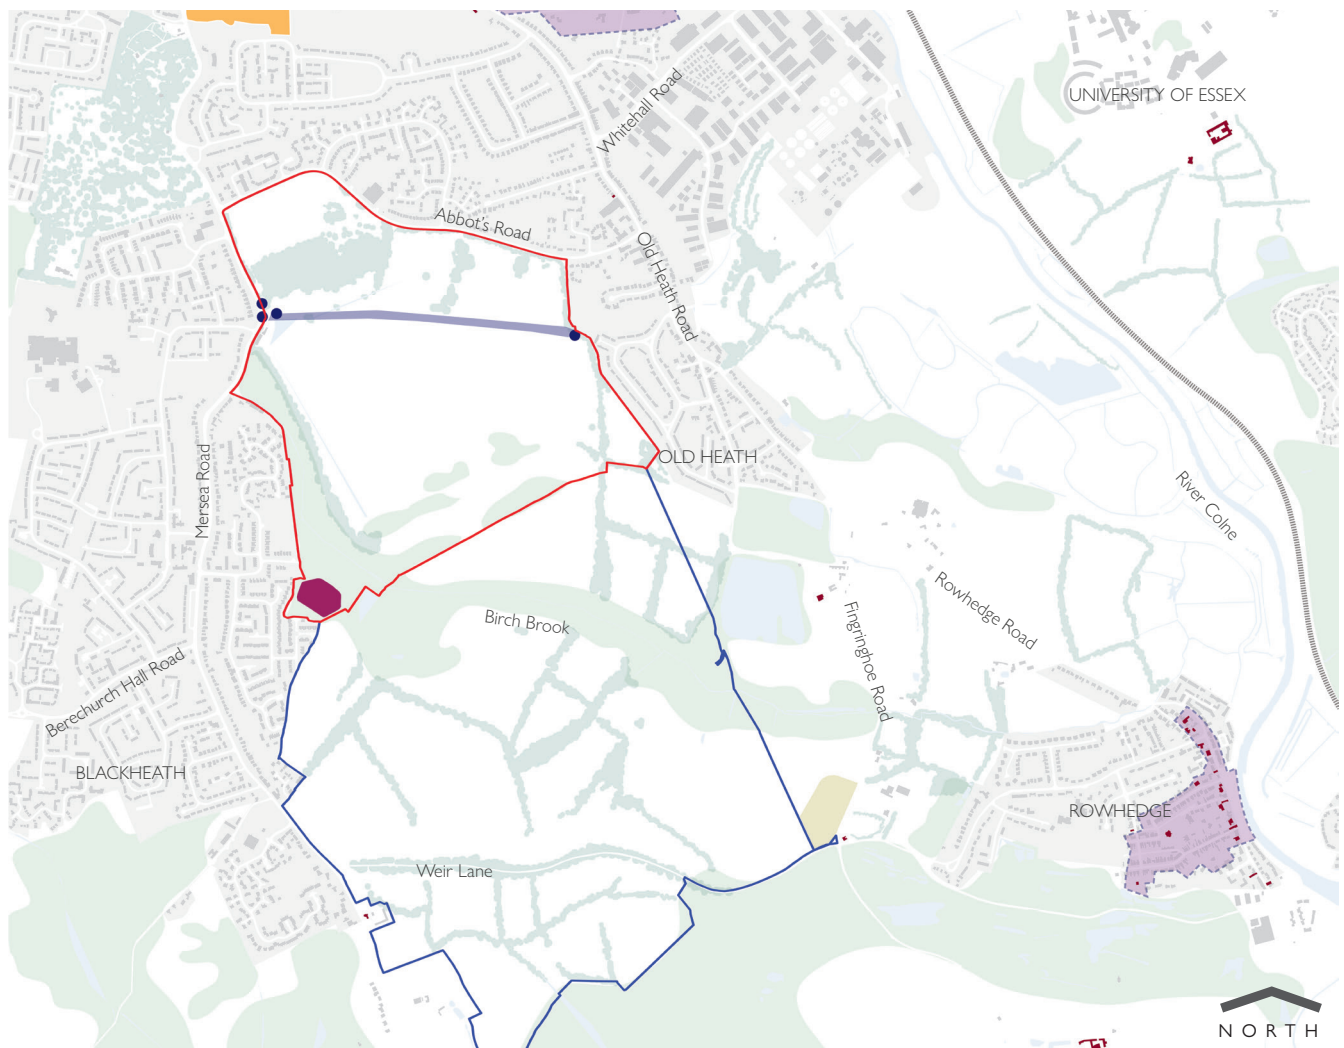 UNIVERSITY OF ESSEX
Whitehall Road
Abbot's Road
Old Heath Road
OLD HEATH
Mersea Road
River Colne
Rowhedge Road
Fingringhoe Road
Birch Brook
Berechurch Hall Road
BLACKHEATH
ROWHEDGE
Weir Lane
NORTH